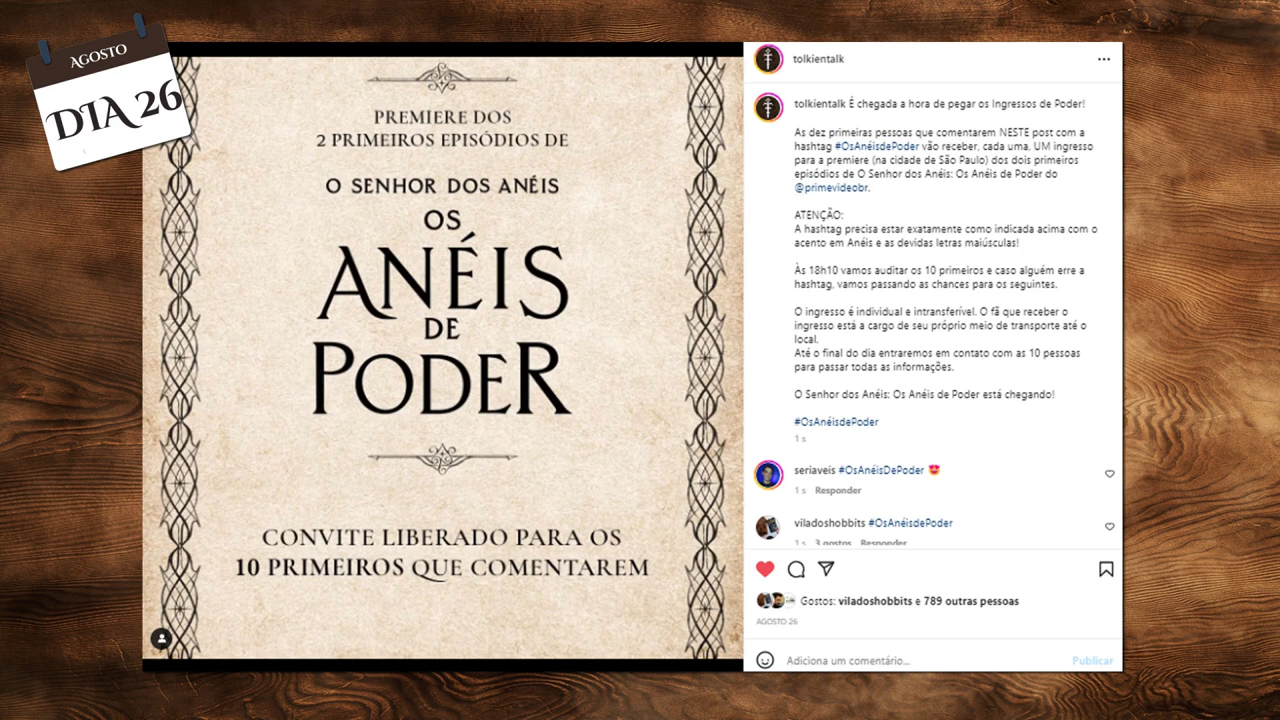 AGOSTO
DIA 26
PREMIERE DOS
2 PRIMEIROS EPISÓDIOS DE
O SENHOR DOS ANÉIS
OS
ANÉIS
DE
PODER
CONVITE LIBERADO PARA OS
10 PRIMEIROS QUE COMENTAREM
tolkientalk
tolkientalk É chegada a hora de pegar os Ingressos de Poder!
As dez primeiras pessoas que comentarem NESTE post com a
hashtag #OsAnéisdePoder vão receber, cada uma, UM ingresso
para a premiere (na cidade de São Paulo) dos dois primeiros
episódios de O Senhor dos Anéis: Os Anéis de Poder do
@primevideobr.
ATENÇÃO:
A hashtag precisa estar exatamente como indicada acima com o
acento em Anéis e as devidas letras maiúsculas!
Às 18h10 vamos auditar os 10 primeiros e caso alguém erre a
hashtag, vamos passando as chances para os seguintes.
O ingresso é individual e intransferível. O fã que receber o
ingresso está a cargo de seu próprio meio de transporte até o
local.
Até o final do dia entraremos em contato com as 10 pessoas
para passar todas as informações.
O Senhor dos Anéis: Os Anéis de Poder está chegando!
#OsAnéisdePoder
1 s
seriaveis #OsAnéisDePoder 🤩
1 s Responder
viladoshobbits #OsAnéisdePoder
1 s 3 gostos Responder
Gostos: viladoshobbits e 789 outras pessoas
AGOSTO 26
Adiciona um comentário... Publicar